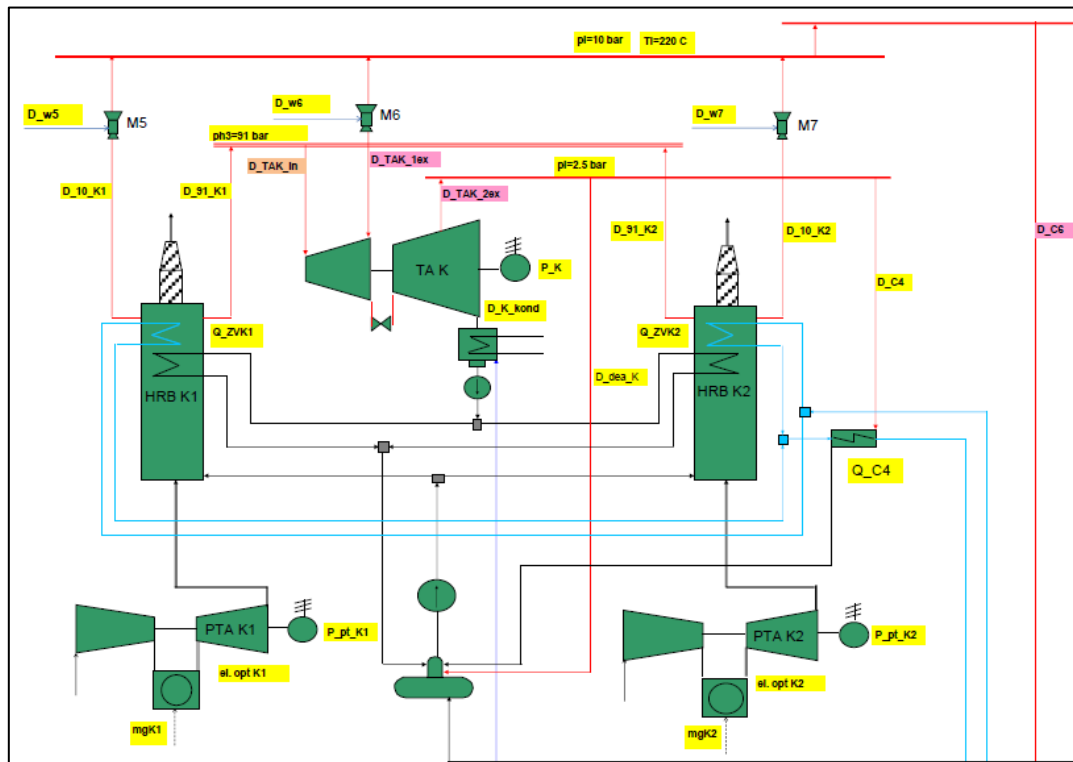 pl=10 bar Tl=220 C
D_w5
D_w6
D_w7
M5
M6
M7
ph3=91 bar
D_TAK_in
D_TAK_1ex
pl=2.5 bar
D_10_K1
D_91_K1
D_TAK_2ex
D_91_K2
D_10_K2
D_C6
TA K
P_K
D_C4
D_K_kond
Q_ZVK1
Q_ZVK2
HRB K1
D_dea_K
HRB K2
Q_C4
PTA K1
P_pt_K1
PTA K2
P_pt_K2
el. opt K1
el. opt K2
mgK1
mgK2